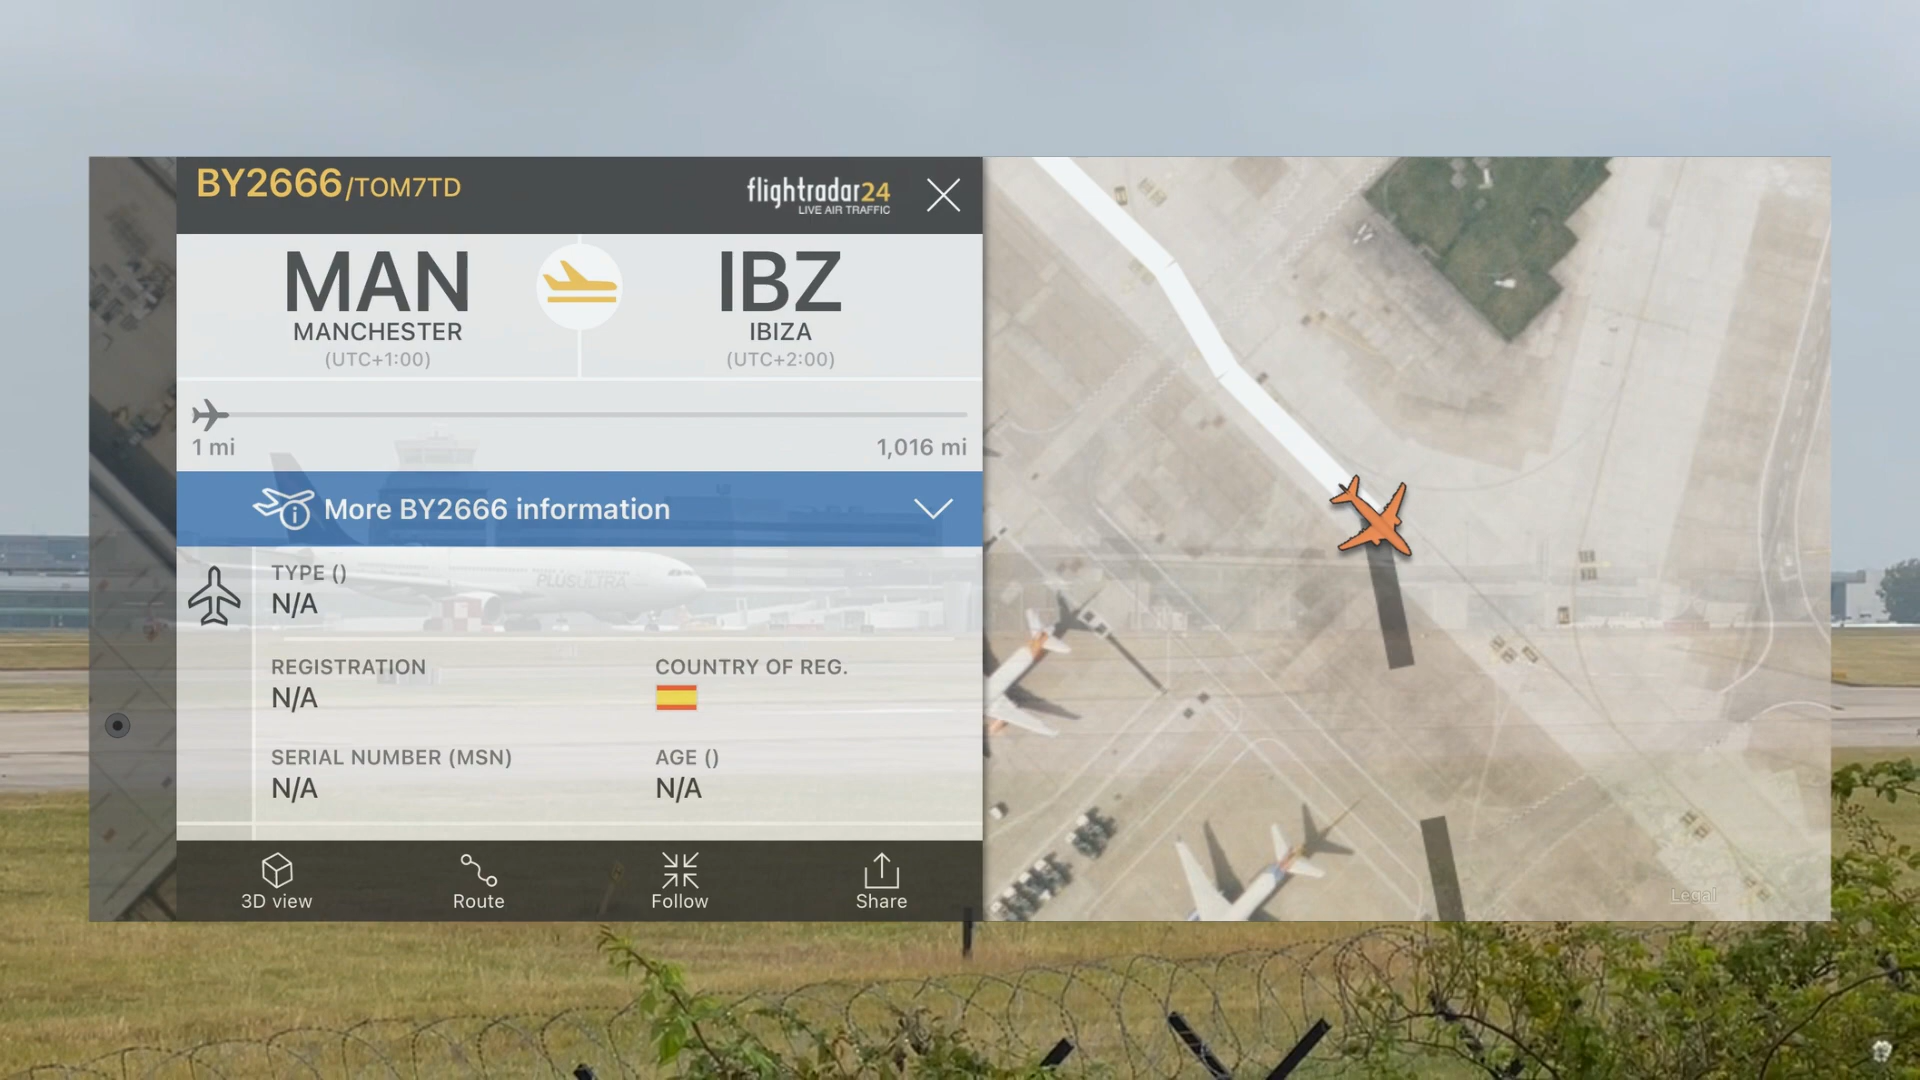 BY2666/TOM7TD
flightradar24
LIVE AIR TRAFFIC
MAN
IBZ
MANCHESTER
IBIZA
(UTC+1:00)
(UTC+2:00)
1 mi
1,016 mi
More BY2666 information
TYPE ()
N/A
PLUSULTRA
REGISTRATION
COUNTRY OF REG.
N/A
SERIAL NUMBER (MSN)
AGE ()
N/A
N/A
3D view
Route
Follow
Share
Legal